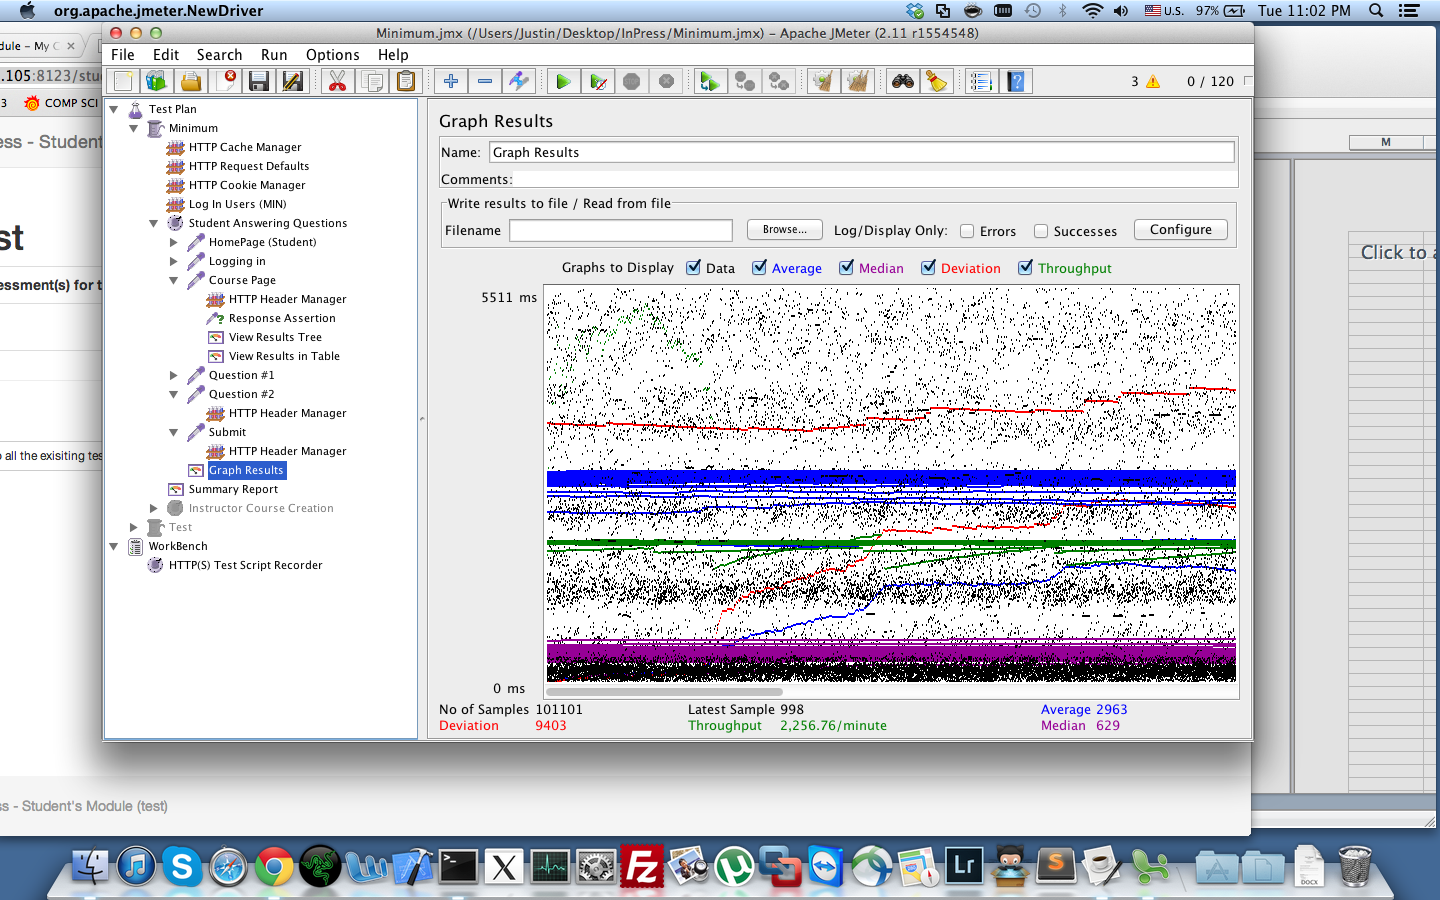 org.apache.jmeter.NewDriver
U.S. 97% Tue 11:02 PM
Minimum.jmx (/Users/Justin/Desktop/InPress/Minimum.jmx) – Apache JMeter (2.11 r1554548)
File Edit Search Run Options Help
3 0 / 120
dule – My C
.105:8123/stu
3 COMP SCI
ss - Student
st
essment(s) for t
o all the exisiting tes
ss - Student's Module (test)
Test Plan
Minimum
HTTP Cache Manager
HTTP Request Defaults
HTTP Cookie Manager
Log In Users (MIN)
Student Answering Questions
HomePage (Student)
Logging in
Course Page
HTTP Header Manager
Response Assertion
View Results Tree
View Results in Table
Question #1
Question #2
HTTP Header Manager
Submit
HTTP Header Manager
Graph Results
Summary Report
Instructor Course Creation
Test
WorkBench
HTTP(S) Test Script Recorder
Graph Results
Name: Graph Results
Comments:
Write results to file / Read from file
Filename Browse... Log/Display Only: Errors Successes Configure
Graphs to Display Data Average Median Deviation Throughput
5511 ms
0 ms
No of Samples 101101 Latest Sample 998 Average 2963
Deviation 9403 Throughput 2,256.76/minute Median 629
M
Click to a
Lr
DOCX